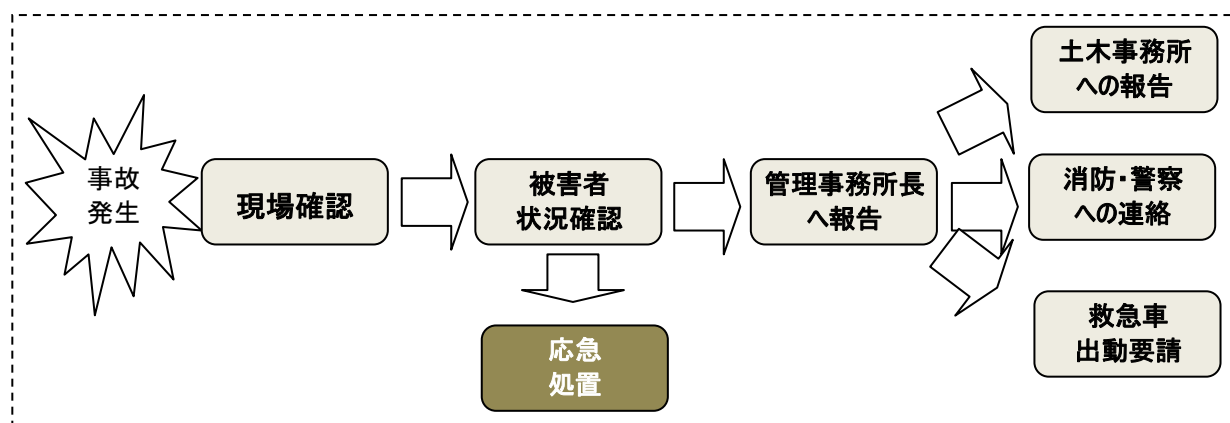 事故
発生
現場確認
被害者
状況確認
応急
処置
管理事務所長
へ報告
土木事務所
への報告
消防・警察
への連絡
救急車
出動要請